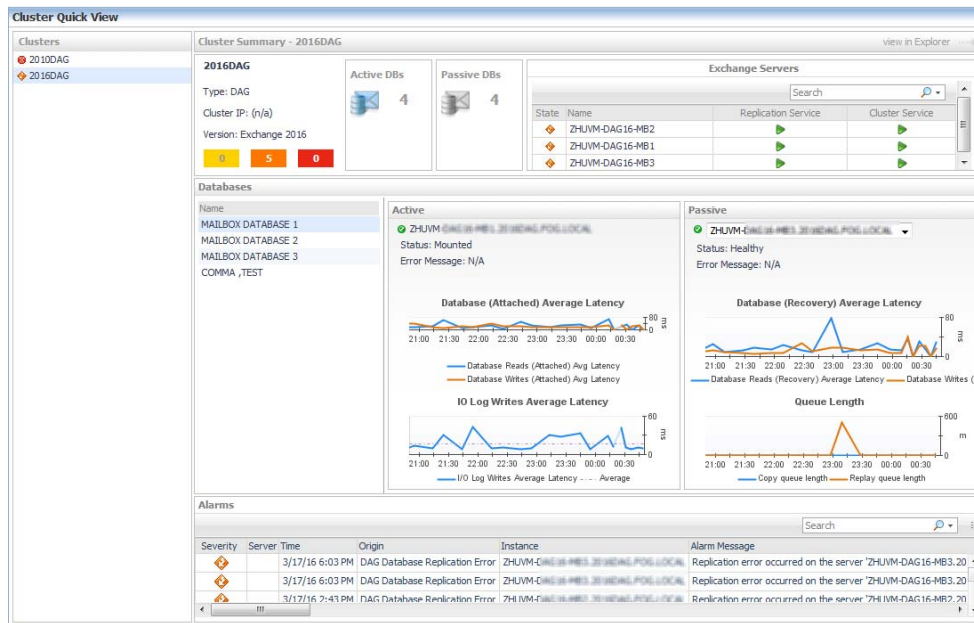 Cluster Quick View
Clusters
2010DAG
2016DAG
Cluster Summary - 2016DAG
view in Explorer
2016DAG
Type: DAG
Cluster IP: (n/a)
Version: Exchange 2016
0 5 0
Active DBs
4
Passive DBs
4
Exchange Servers
Search
State Name Replication Service Cluster Service
ZHUVM-DAG16-MB2
ZHUVM-DAG16-MB1
ZHUVM-DAG16-MB3
Databases
Name
MAILBOX DATABASE 1
MAILBOX DATABASE 2
MAILBOX DATABASE 3
COMMA ,TEST
Active
ZHUVM
Status: Mounted
Error Message: N/A
Database (Attached) Average Latency
80
0
ms
21:00 21:30 22:00 22:30 23:00 23:30 00:00 00:30
Database Reads (Attached) Avg Latency
Database Writes (Attached) Avg Latency
IO Log Writes Average Latency
60
0
ms
21:00 21:30 22:00 22:30 23:00 23:30 00:00 00:30
I/O Log Writes Average Latency Average
Passive
ZHUVM-
Status: Healthy
Error Message: N/A
Database (Recovery) Average Latency
80
0
ms
21:00 21:30 22:00 22:30 23:00 23:30 00:00 00:30
Database Reads (Recovery) Average Latency Database Writes (
Queue Length
600
0
m
21:00 21:30 22:00 22:30 23:00 23:30 00:00 00:30
Copy queue length Replay queue length
Alarms
Search
Severity Server Time Origin Instance Alarm Message
3/17/16 6:03 PM DAG Database Replication Error ZHUVM- Replication error occurred on the server 'ZHUVM-DAG16-MB3.20
3/17/16 6:03 PM DAG Database Replication Error ZHUVM- Replication error occurred on the server 'ZHUVM-DAG16-MB3.20
3/17/16 2:43 PM DAG Database Replication Error ZHUVM- Replication error occurred on the server 'ZHUVM-DAG16-MB2.20